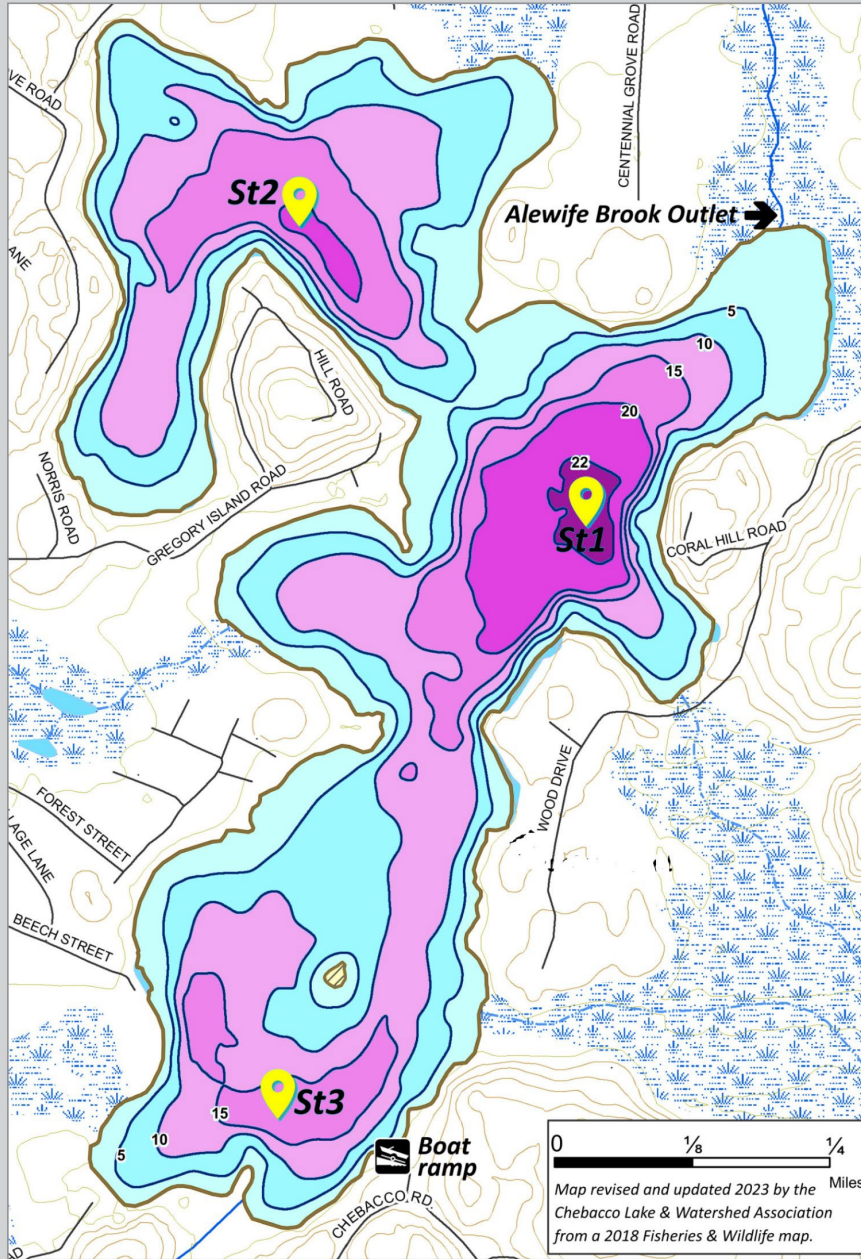 VE ROAD
CENTENNIAL GROVE ROAD
St2
Alewife Brook Outlet
ANE
5
10
HILL ROAD
15
20
22
NORRIS ROAD
GREGORY ISLAND ROAD
St1
CORAL HILL ROAD
WOOD DRIVE
FOREST STREET
LAGE LANE
BEECH STREET
St3
15
10
5
Boat
ramp
CHEBACCO RD.
D
0 ⅛ ¼
Miles
Map revised and updated 2023 by the
Chebacco Lake & Watershed Association
from a 2018 Fisheries & Wildlife map.